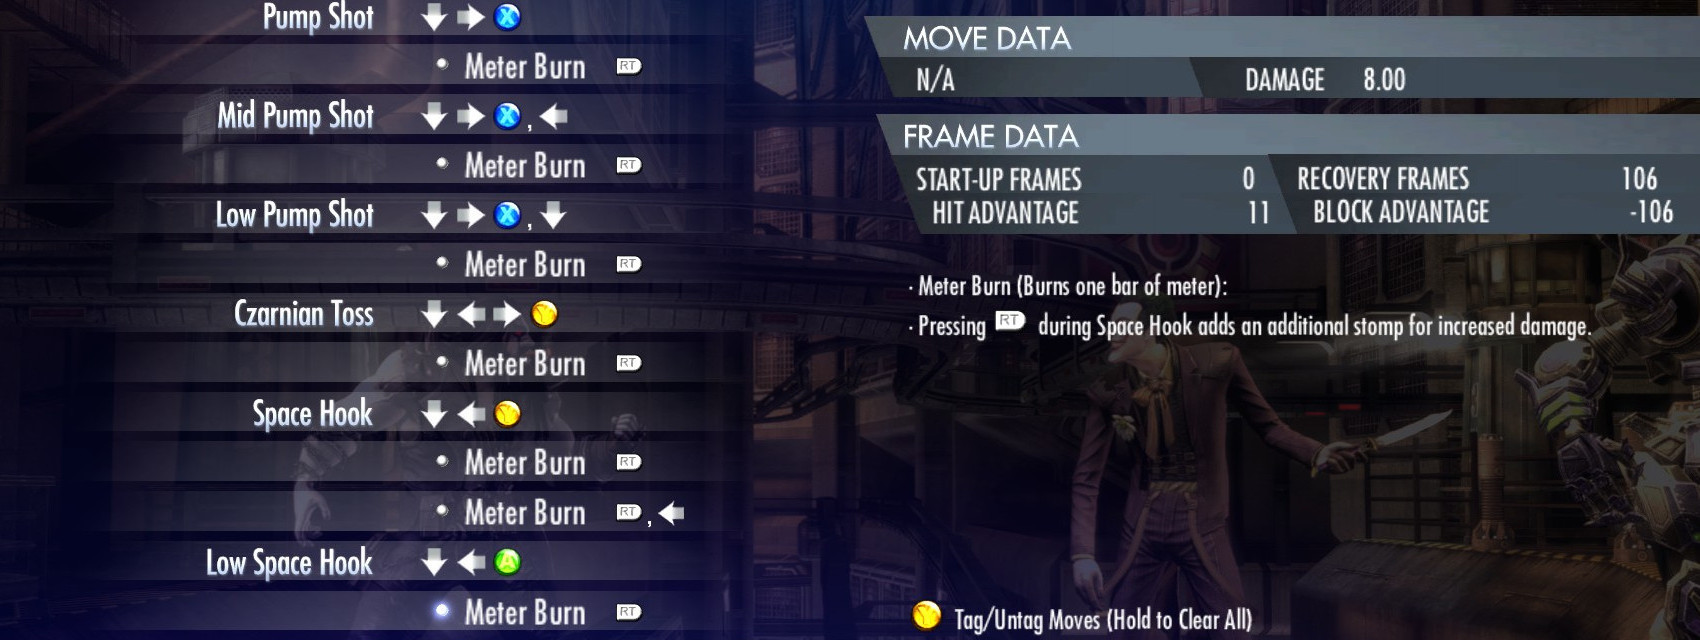 Pump Shot X
Meter Burn RT
Mid Pump Shot X,
Meter Burn RT
Low Pump Shot X,
Meter Burn RT
Czarnian Toss Y
Meter Burn RT
Space Hook Y
Meter Burn RT
Meter Burn RT,
Low Space Hook A
Meter Burn RT
MOVE DATA
N/A DAMAGE 8.00
FRAME DATA
START-UP FRAMES 0 RECOVERY FRAMES 106
HIT ADVANTAGE 11 BLOCK ADVANTAGE -106
· Meter Burn (Burns one bar of meter):
· Pressing RT during Space Hook adds an additional stomp for increased damage.
Y Tag/Untag Moves (Hold to Clear All)